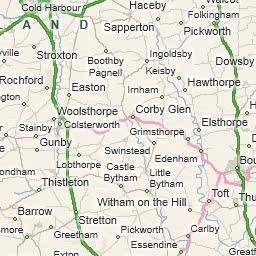 Haceby
Walcot
Cold Harbour
Folkingham
A N D
Sapperton
Pickworth
Stroxton
Ingoldsby
Boothby
Pagnell
Dowsby
Keisby
Rochford
Hawthorpe
Easton
Irnham
Woolsthorpe
Corby Glen
Colsterworth
Elsthorpe
Stainby
Grimsthorpe
Gunby
Swinstead
Edenham
Lobthorpe
Castle
Bytham
Little
Bytham
Thistleton
Toft
Witham on the Hill
Barrow
Stretton
Greetham
Pickworth
Carlby
Essendine
Exton